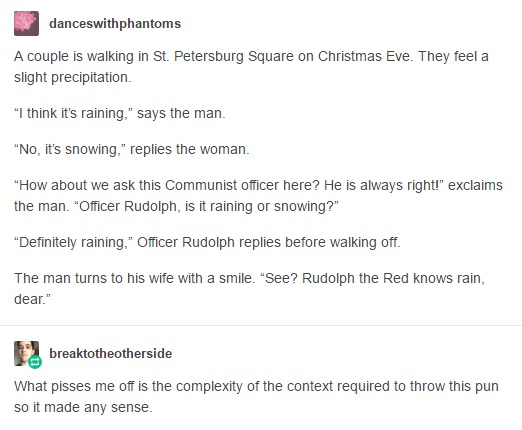 danceswithphantoms
A couple is walking in St. Petersburg Square on Christmas Eve. They feel a
slight precipitation.
“I think it’s raining,” says the man.
“No, it’s snowing,” replies the woman.
“How about we ask this Communist officer here? He is always right!” exclaims
the man. “Officer Rudolph, is it raining or snowing?”
“Definitely raining,” Officer Rudolph replies before walking off.
The man turns to his wife with a smile. “See? Rudolph the Red knows rain,
dear.”
breaktotheotherside
What pisses me off is the complexity of the context required to throw this pun
so it made any sense.